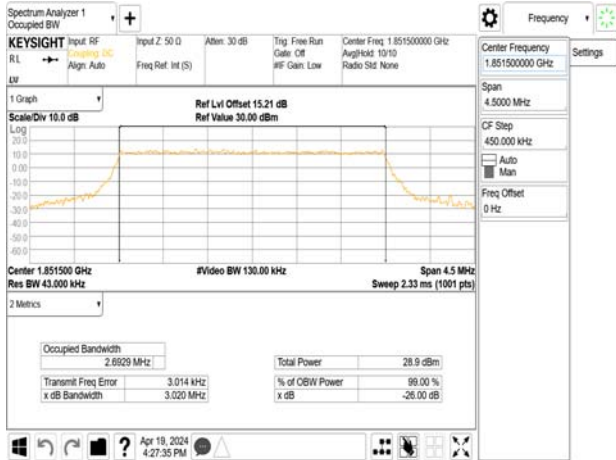 Spectrum Analyzer 1
Occupied BW
Frequency
Settings
KEYSIGHT
RL
Input: RF
Coupling: DC
Align: Auto
Input Z: 50 Ω
Freq Ref: Int (S)
Atten: 30 dB
Trig: Free Run
Gate: Off
#IF Gain: Low
Center Freq: 1.851500000 GHz
Avg|Hold: 10/10
Radio Std: None
Center Frequency
1.851500000 GHz
Span
4.5000 MHz
CF Step
450.000 kHz
Auto
Man
Freq Offset
0 Hz
1 Graph
Scale/Div 10.0 dB
Ref Lvl Offset 15.21 dB
Ref Value 30.00 dBm
Log
20.0
10.0
0.00
-10.0
-20.0
-30.0
-40.0
-50.0
-60.0
Center 1.851500 GHz
#Video BW 130.00 kHz
Span 4.5 MHz
Res BW 43.000 kHz
Sweep 2.33 ms (1001 pts)
2 Metrics
Occupied Bandwidth
2.6929 MHz
Total Power 28.9 dBm
Transmit Freq Error 3.014 kHz
% of OBW Power 99.00 %
x dB Bandwidth 3.020 MHz
x dB -26.00 dB
Apr 19, 2024
4:27:35 PM